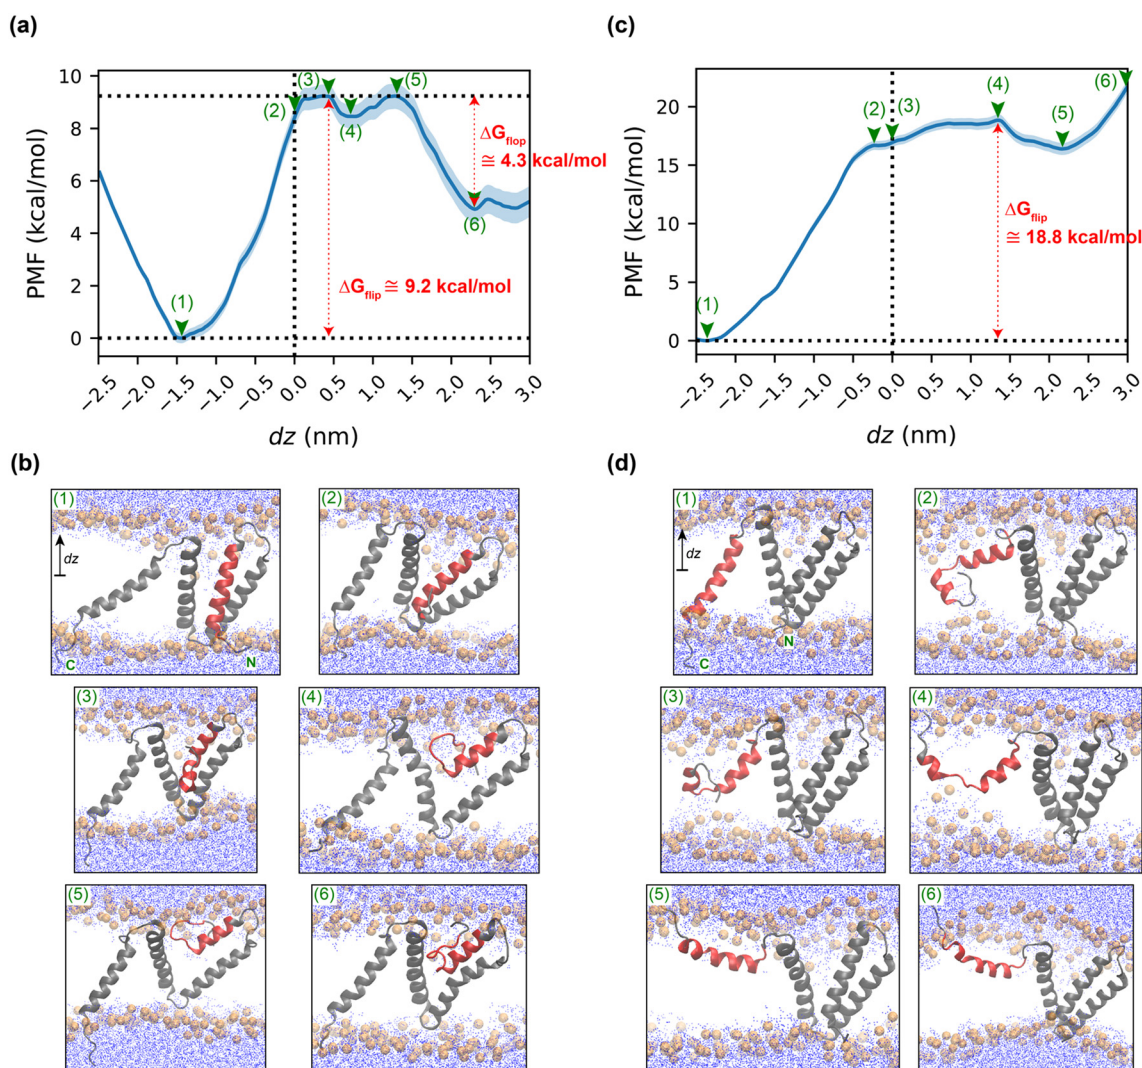 (a)
10
8
6
4
2
0
PMF (kcal/mol)
(1)
(2)
(3)
(4)
(5)
(6)
ΔG_flop
≅ 4.3 kcal/mol
ΔG_flip ≅ 9.2 kcal/mol
−2.5 −2.0 −1.5 −1.0 −0.5 0.0 0.5 1.0 1.5 2.0 2.5 3.0
dz (nm)
(c)
20
15
10
5
0
PMF (kcal/mol)
(1)
(2)
(3)
(4)
(5)
(6)
ΔG_flip
≅ 18.8 kcal/mol
−2.5 −2.0 −1.5 −1.0 −0.5 0.0 0.5 1.0 1.5 2.0 2.5 3.0
dz (nm)
(b)
(1)
dz
C
N
(2)
(3)
(4)
(5)
(6)
(d)
(1)
dz
C
N
(2)
(3)
(4)
(5)
(6)